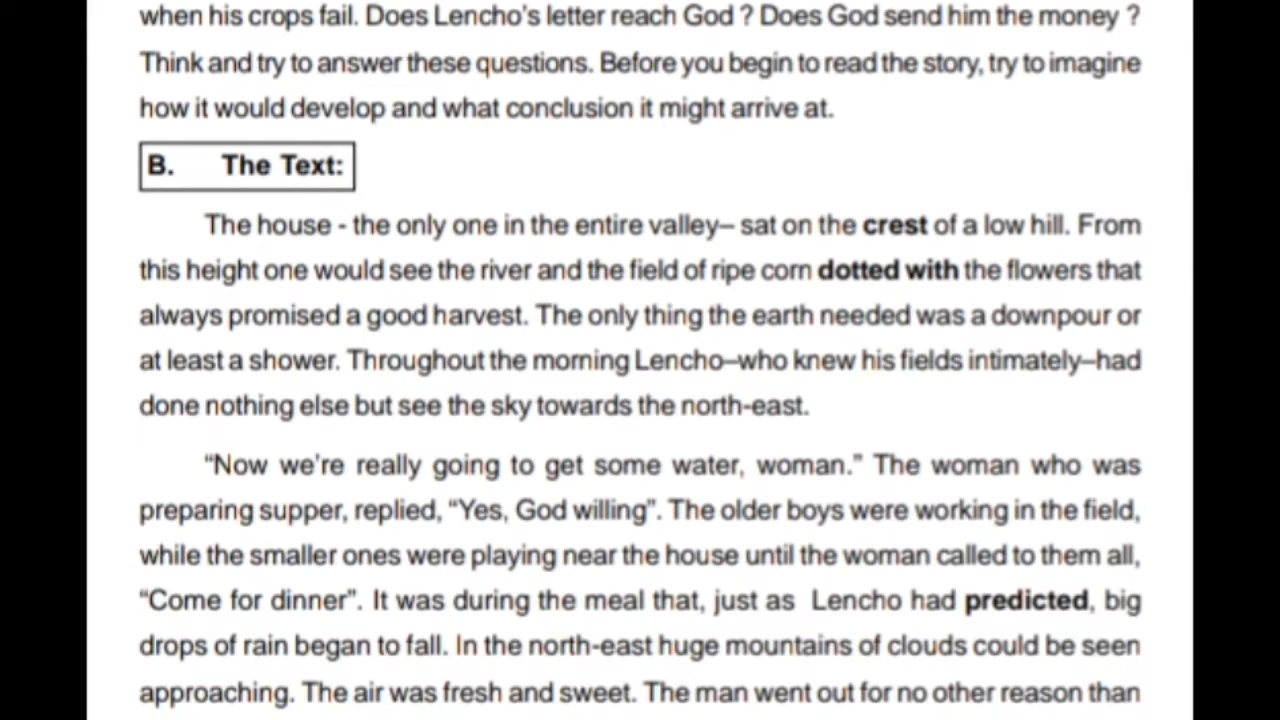 when his crops fail. Does Lencho's letter reach God ? Does God send him the money ?
Think and try to answer these questions. Before you begin to read the story, try to imagine
how it would develop and what conclusion it might arrive at.
B. The Text:
The house - the only one in the entire valley– sat on the crest of a low hill. From
this height one would see the river and the field of ripe corn dotted with the flowers that
always promised a good harvest. The only thing the earth needed was a downpour or
at least a shower. Throughout the morning Lencho–who knew his fields intimately–had
done nothing else but see the sky towards the north-east.
“Now we're really going to get some water, woman.” The woman who was
preparing supper, replied, “Yes, God willing”. The older boys were working in the field,
while the smaller ones were playing near the house until the woman called to them all,
“Come for dinner”. It was during the meal that, just as Lencho had predicted, big
drops of rain began to fall. In the north-east huge mountains of clouds could be seen
approaching. The air was fresh and sweet. The man went out for no other reason than